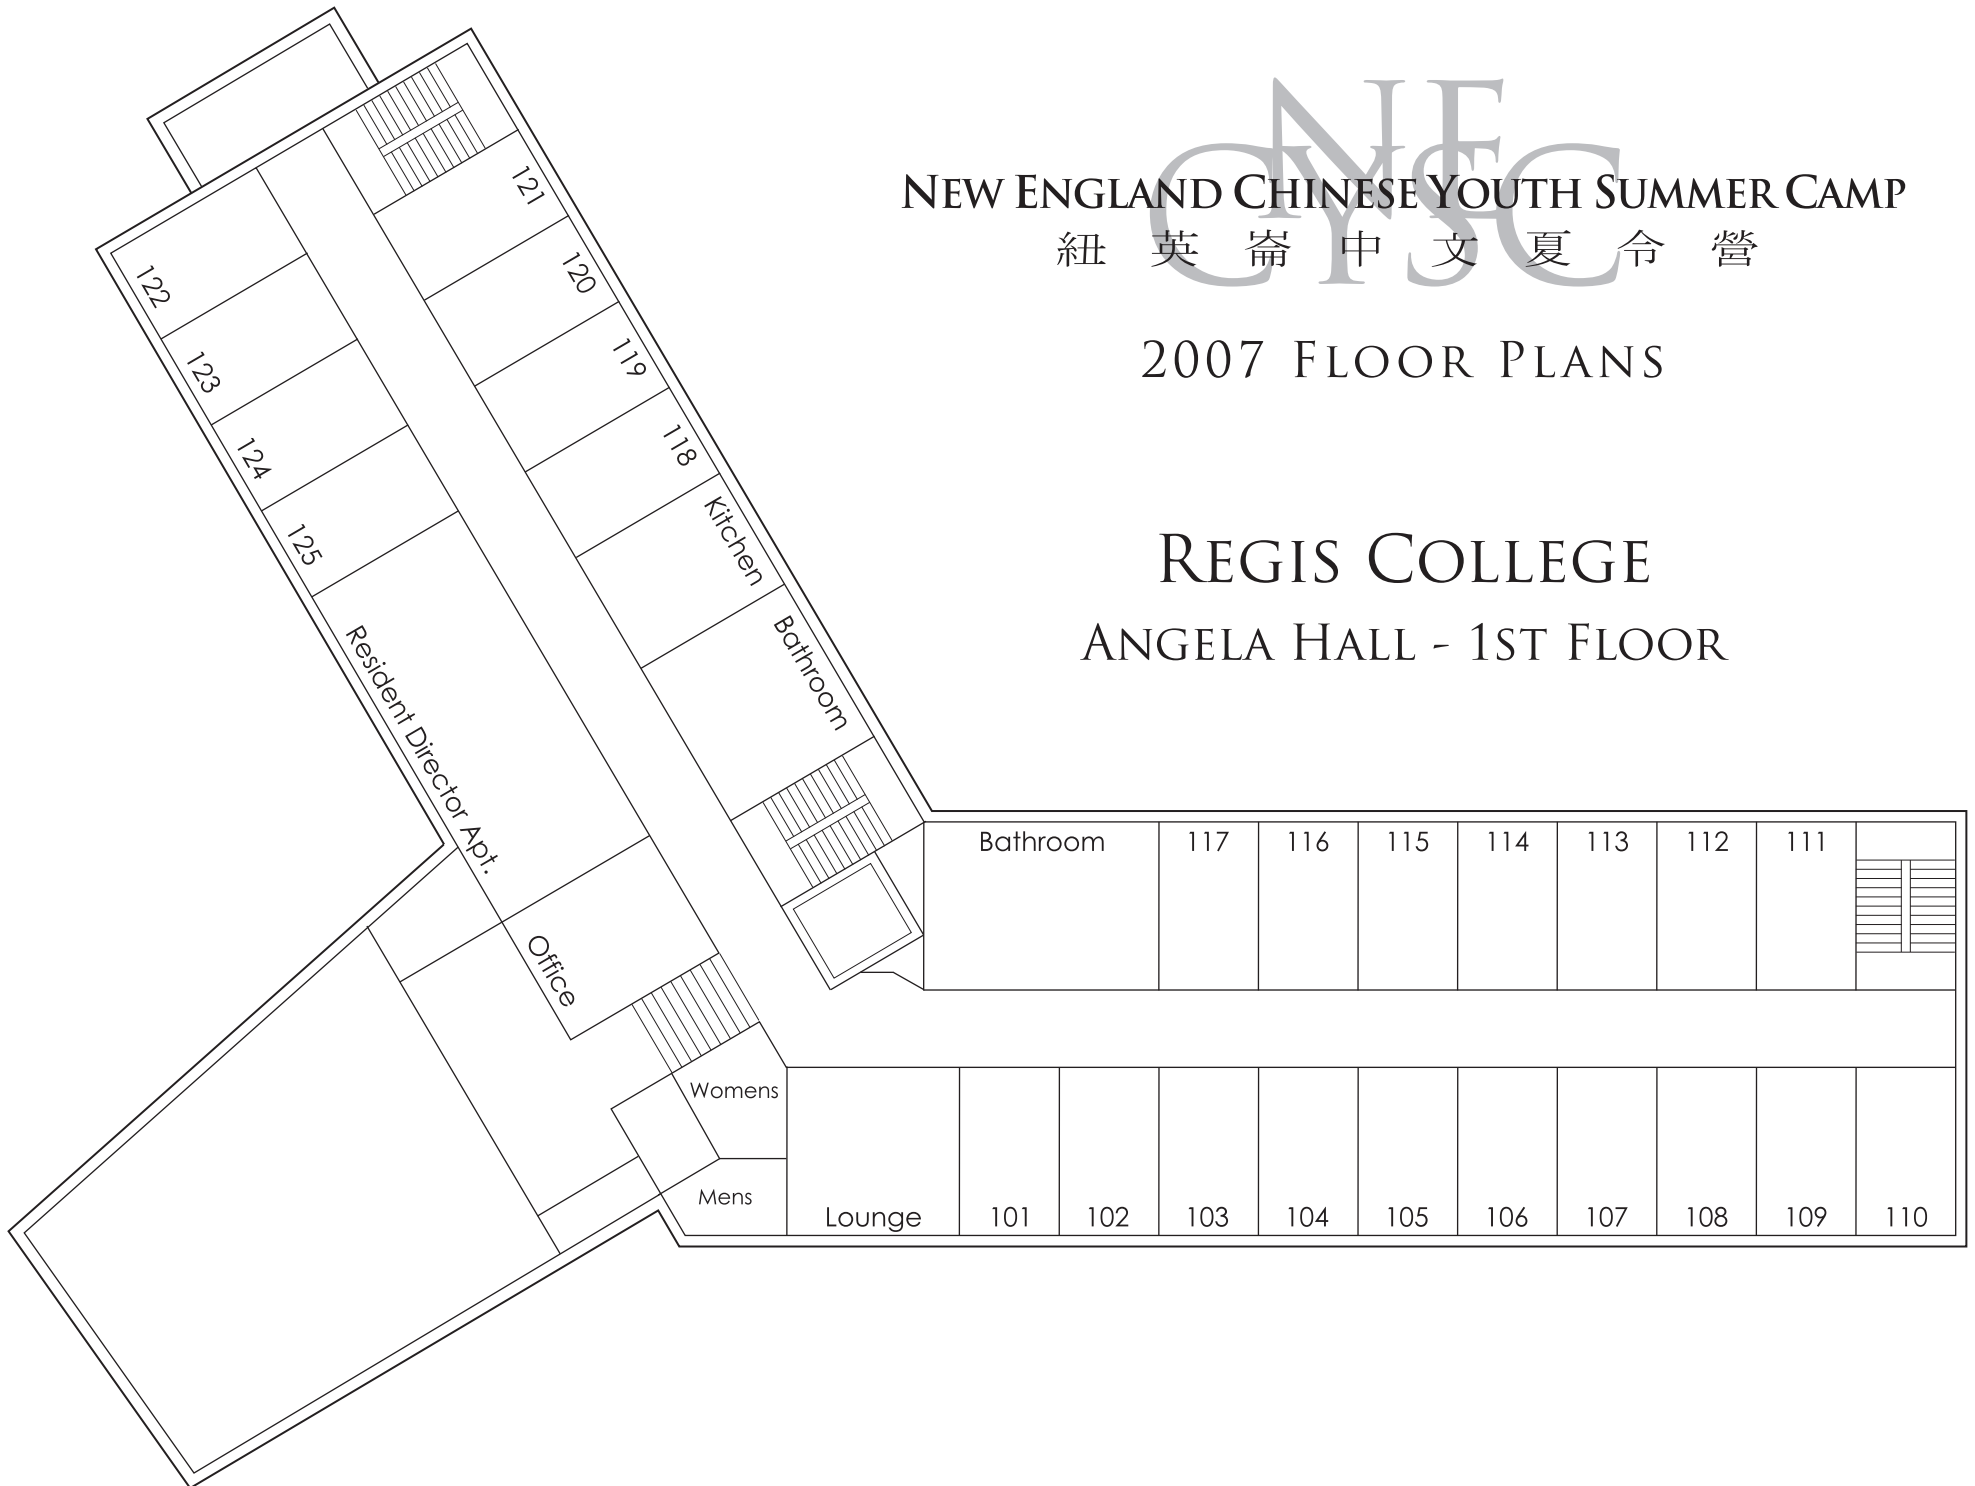 NECYSC
NEW ENGLAND CHINESE YOUTH SUMMER CAMP
紐英崙中文夏令營
2007 FLOOR PLANS
REGIS COLLEGE
ANGELA HALL - 1ST FLOOR
121
120
119
118
Kitchen
Bathroom
122
123
124
125
Resident Director Apt.
Office
Bathroom 117 116 115 114 113 112 111
Womens
Mens
Lounge 101 102 103 104 105 106 107 108 109 110